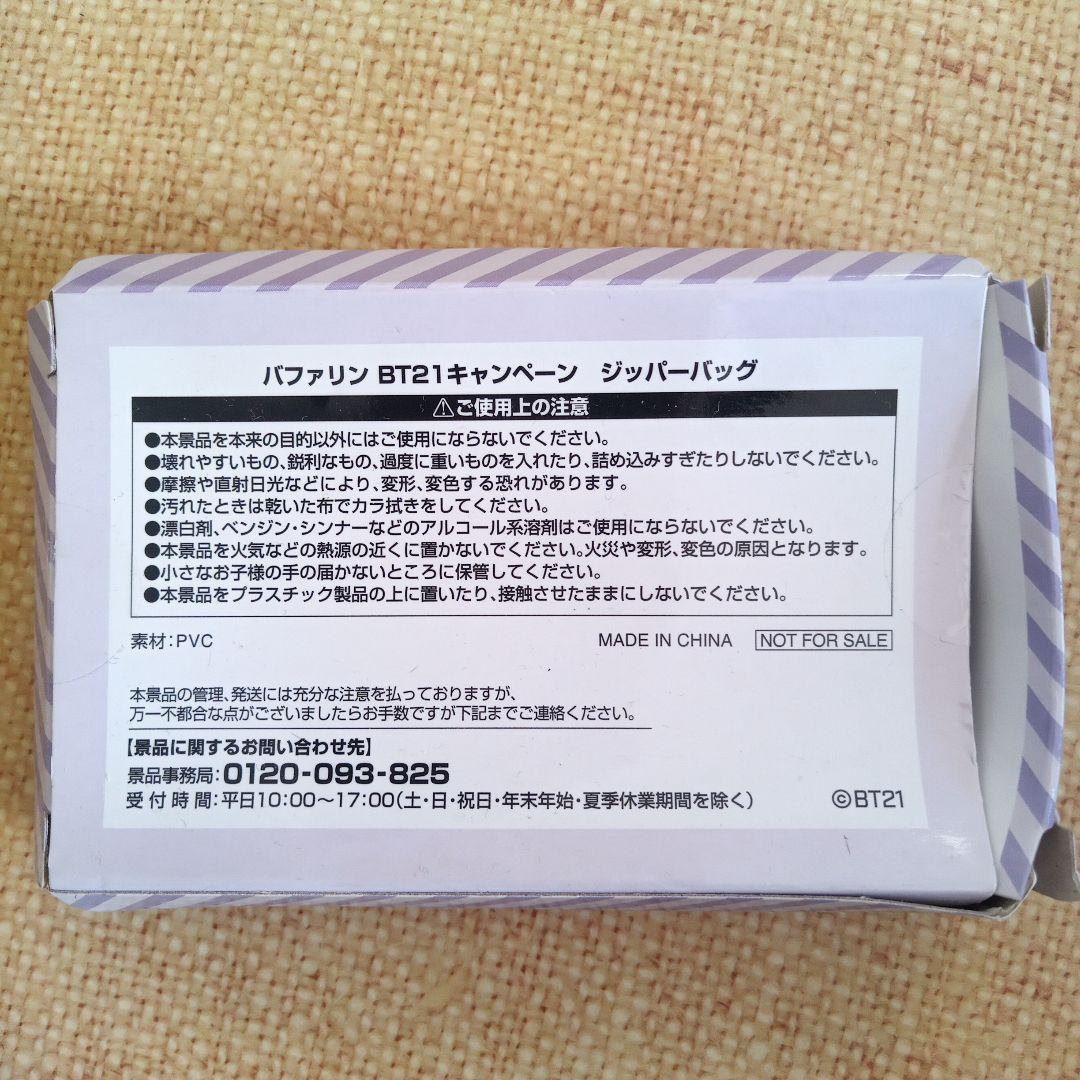 バファリン BT21キャンペーン ジッパーバッグ
⚠ご使用上の注意
●本景品を本来の目的以外にはご使用にならないでください。
●壊れやすいもの、鋭利なもの、過度に重いものを入れたり、詰め込みすぎたりしないでください。
●摩擦や直射日光などにより、変形、変色する恐れがあります。
●汚れたときは乾いた布でカラ拭きをしてください。
●漂白剤、ベンジン・シンナーなどのアルコール系溶剤はご使用にならないでください。
●本景品を火気などの熱源の近くに置かないでください。火災や変形、変色の原因となります。
●小さなお子様の手の届かないところに保管してください。
●本景品をプラスチック製品の上に置いたり、接触させたままにしないでください。
素材：PVC MADE IN CHINA NOT FOR SALE
本景品の管理、発送には充分な注意を払っておりますが、
万一不都合な点がございましたらお手数ですが下記までご連絡ください。
【景品に関するお問い合わせ先】
景品事務局：0120-093-825
受付時間：平日10:00〜17:00（土・日・祝日・年末年始・夏季休業期間を除く） ©BT21